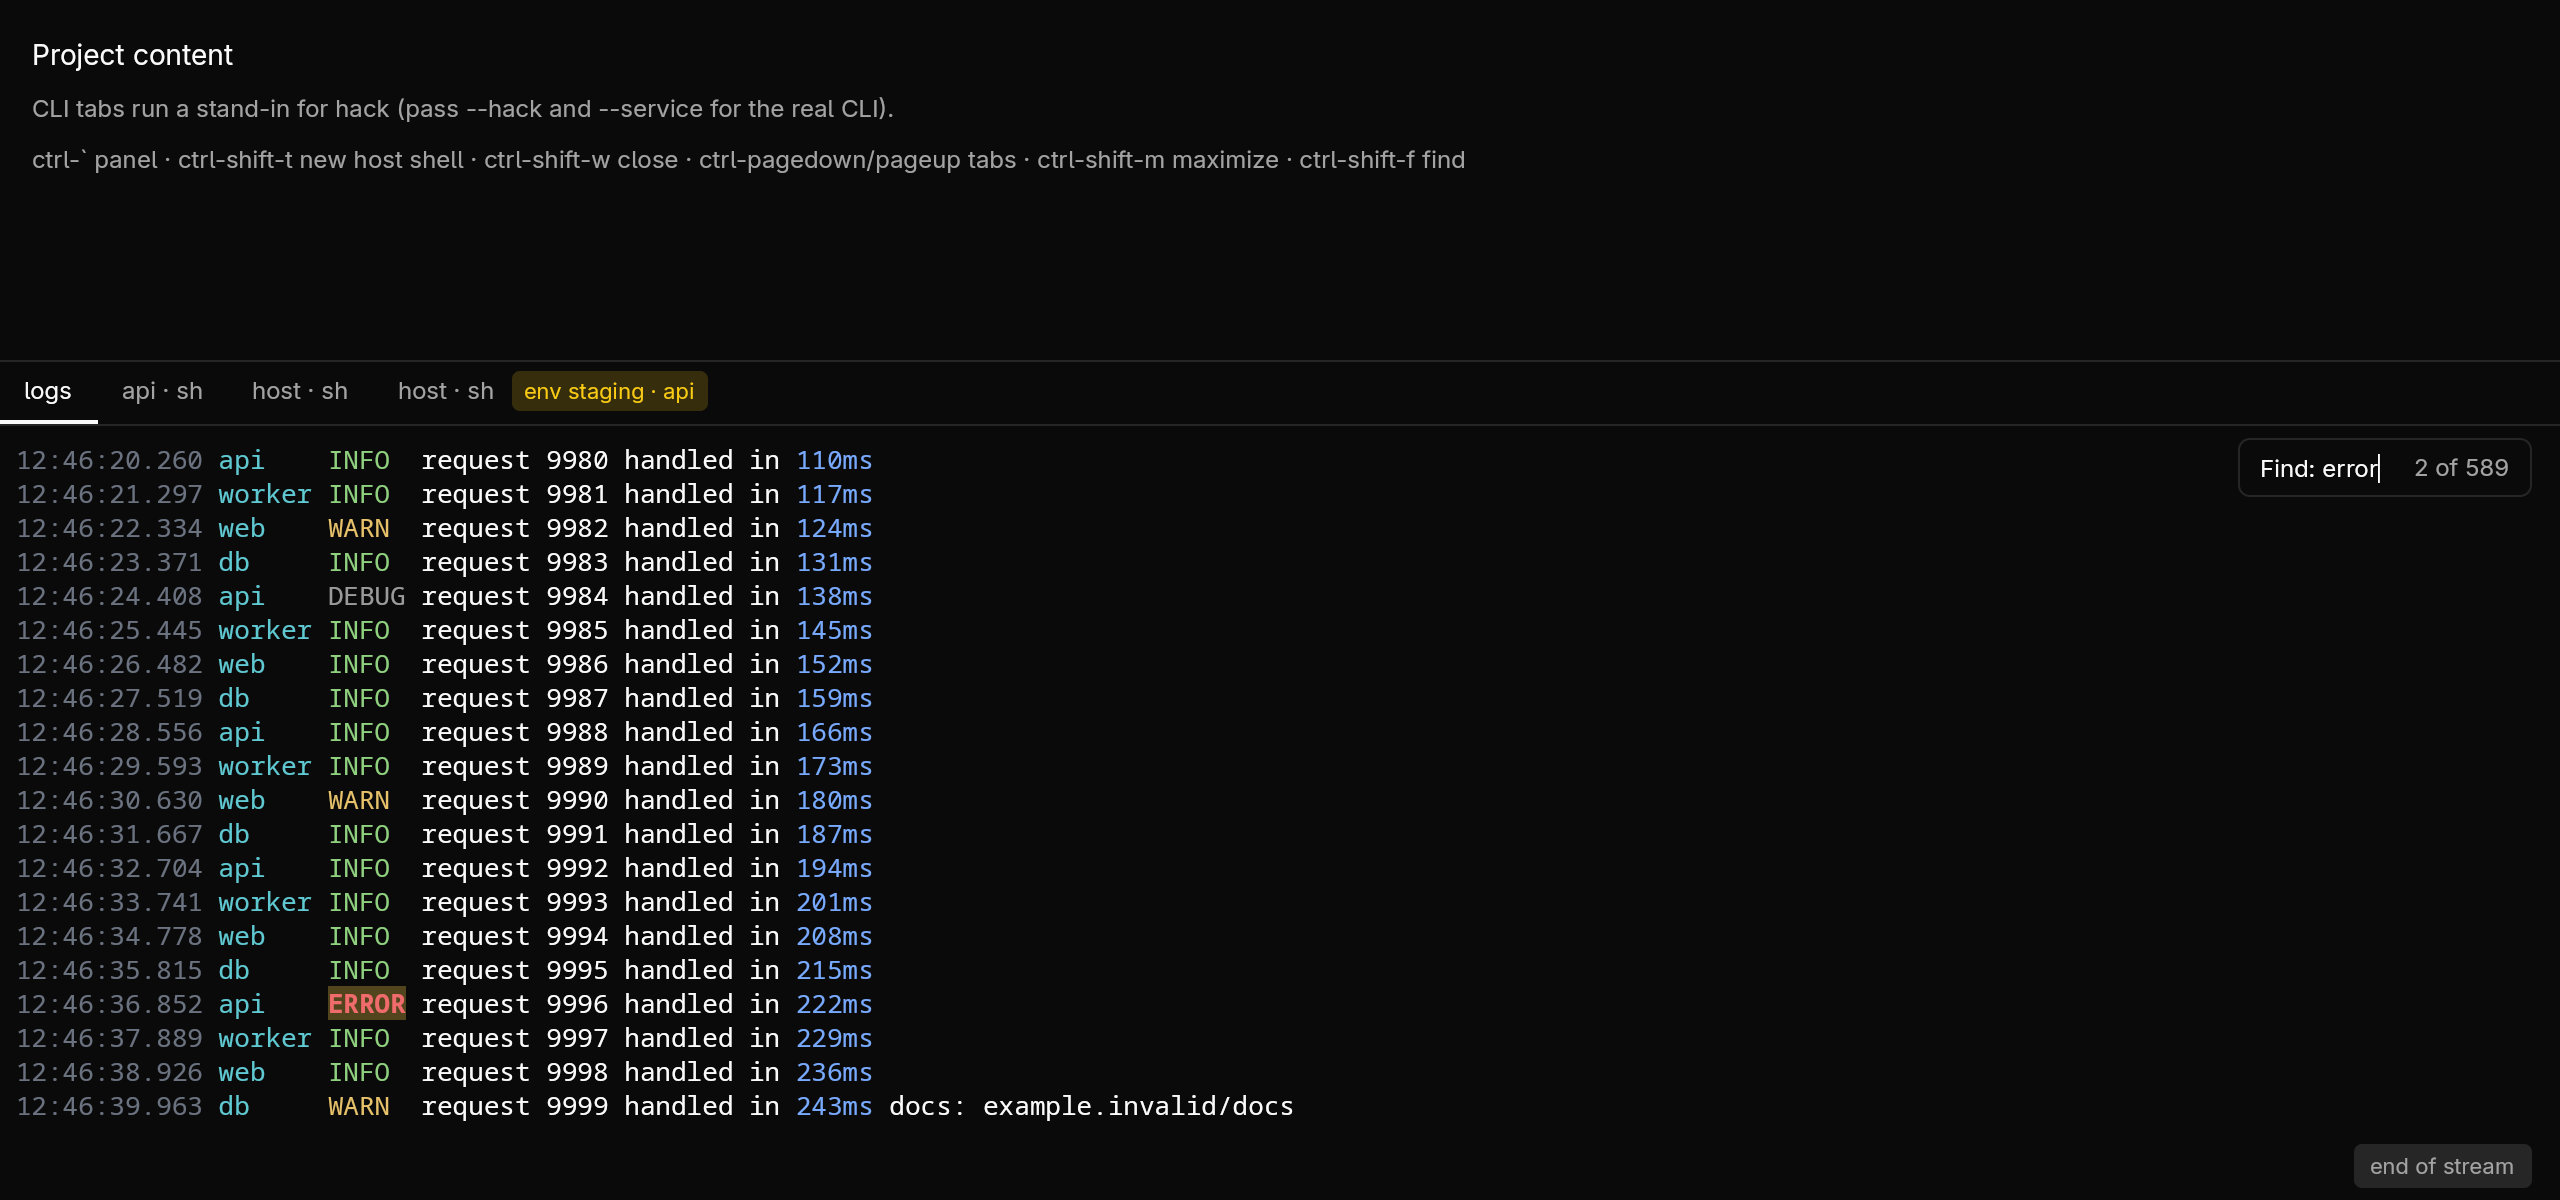 Project content
CLI tabs run a stand-in for hack (pass --hack and --service for the real CLI).
ctrl-` panel · ctrl-shift-t new host shell · ctrl-shift-w close · ctrl-pagedown/pageup tabs · ctrl-shift-m maximize · ctrl-shift-f find
logs api · sh host · sh host · sh env staging · api
Find: error 2 of 589
12:46:20.260 api INFO request 9980 handled in 110ms
12:46:21.297 worker INFO request 9981 handled in 117ms
12:46:22.334 web WARN request 9982 handled in 124ms
12:46:23.371 db INFO request 9983 handled in 131ms
12:46:24.408 api DEBUG request 9984 handled in 138ms
12:46:25.445 worker INFO request 9985 handled in 145ms
12:46:26.482 web INFO request 9986 handled in 152ms
12:46:27.519 db INFO request 9987 handled in 159ms
12:46:28.556 api INFO request 9988 handled in 166ms
12:46:29.593 worker INFO request 9989 handled in 173ms
12:46:30.630 web WARN request 9990 handled in 180ms
12:46:31.667 db INFO request 9991 handled in 187ms
12:46:32.704 api INFO request 9992 handled in 194ms
12:46:33.741 worker INFO request 9993 handled in 201ms
12:46:34.778 web INFO request 9994 handled in 208ms
12:46:35.815 db INFO request 9995 handled in 215ms
12:46:36.852 api ERROR request 9996 handled in 222ms
12:46:37.889 worker INFO request 9997 handled in 229ms
12:46:38.926 web INFO request 9998 handled in 236ms
12:46:39.963 db WARN request 9999 handled in 243ms docs: example.invalid/docs
end of stream